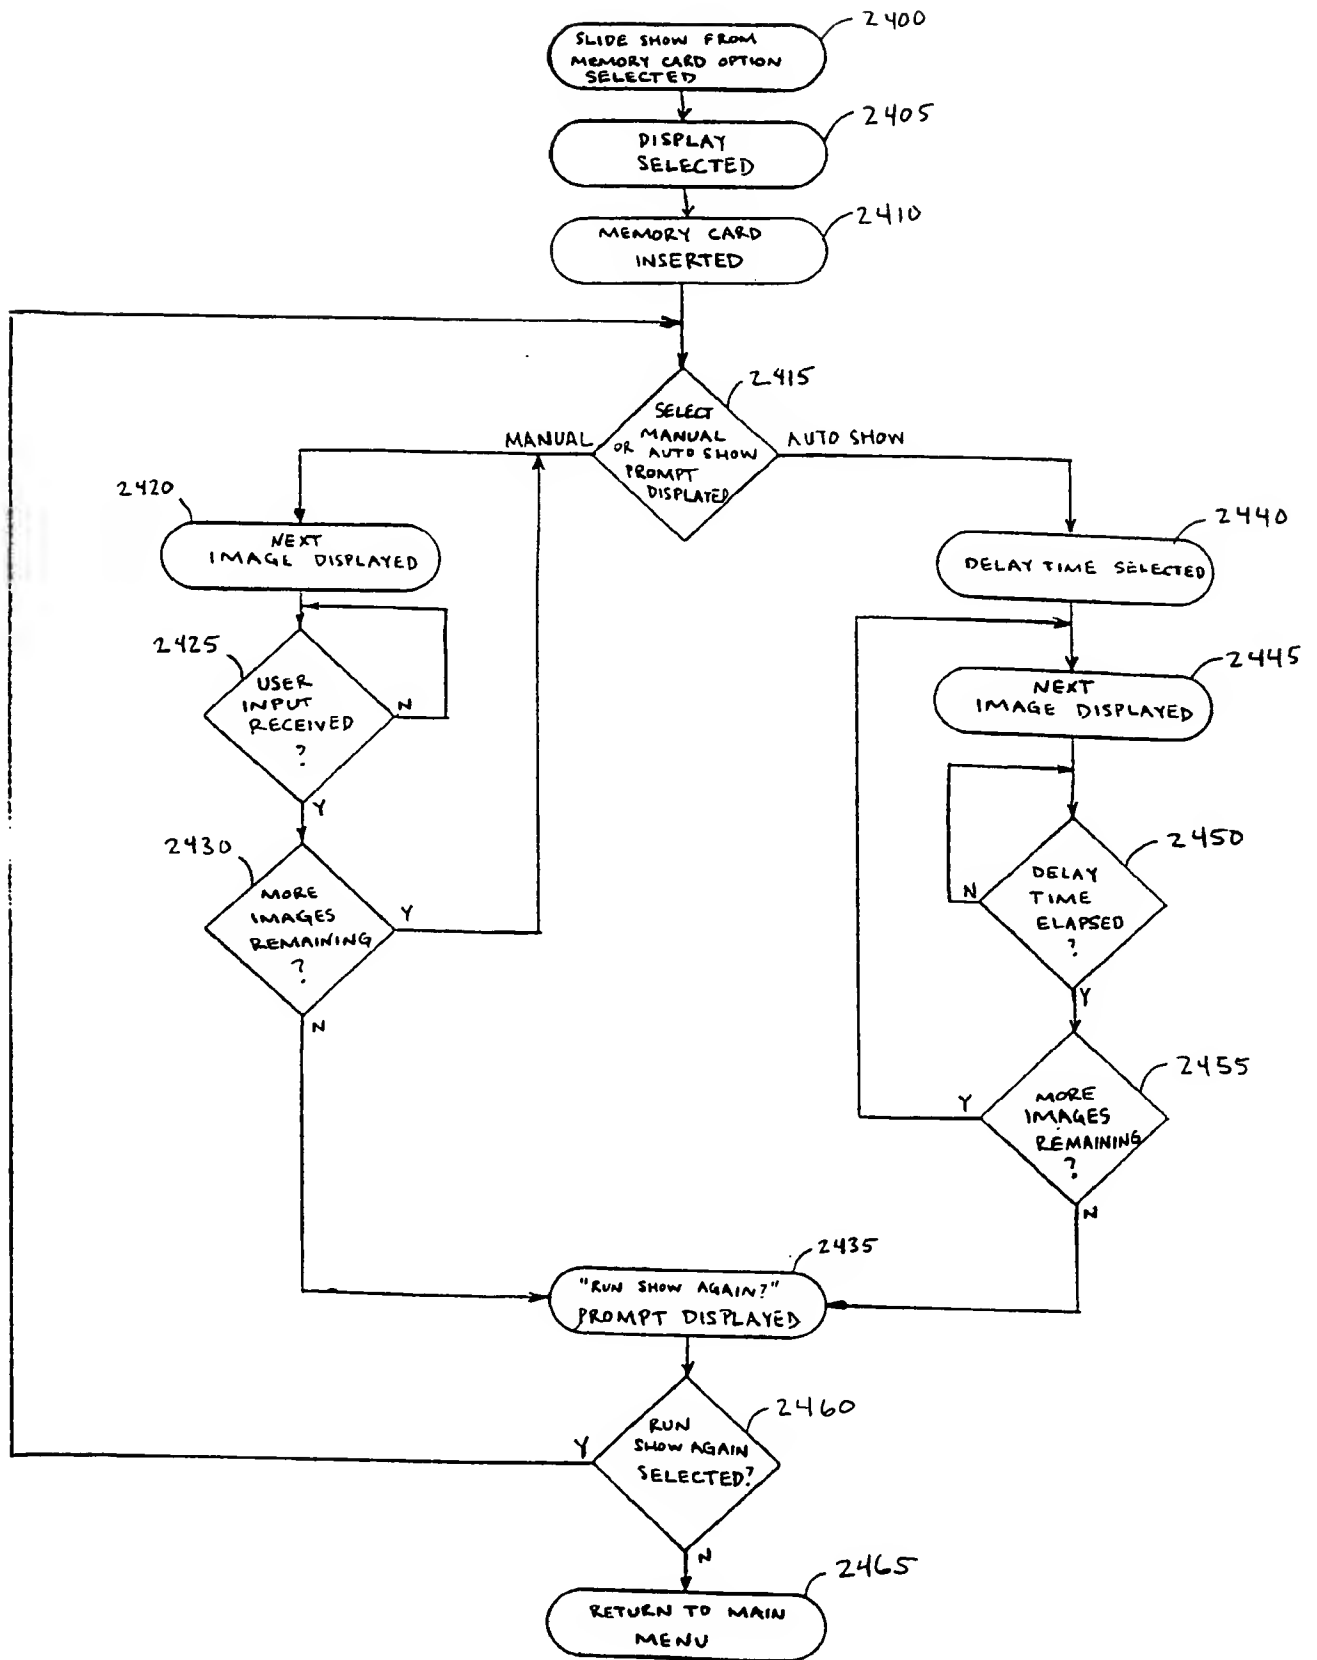 2400
SLIDE SHOW FROM
MEMORY CARD OPTION
SELECTED
2405
DISPLAY
SELECTED
2410
MEMORY CARD
INSERTED
2415
SELECT
MANUAL
OR AUTO SHOW
PROMPT
DISPLAYED
MANUAL
AUTO SHOW
2420
NEXT
IMAGE DISPLAYED
2425
USER
INPUT
RECEIVED
?
N
Y
2430
MORE
IMAGES
REMAINING
?
Y
N
2440
DELAY TIME SELECTED
2445
NEXT
IMAGE DISPLAYED
2450
DELAY
TIME
ELAPSED
?
N
Y
2455
MORE
IMAGES
REMAINING
?
Y
N
2435
"RUN SHOW AGAIN?"
PROMPT DISPLAYED
2460
RUN
SHOW AGAIN
SELECTED?
Y
N
2465
RETURN TO MAIN
MENU